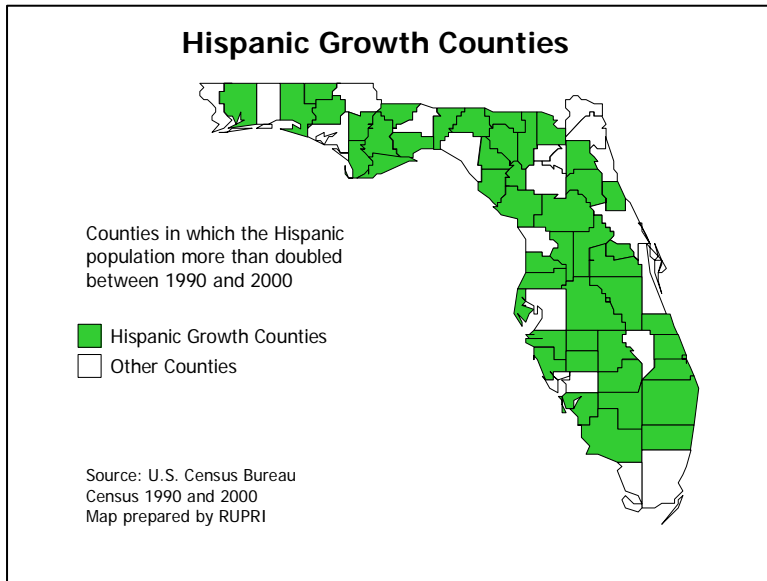 Hispanic Growth Counties
Counties in which the Hispanic
population more than doubled
between 1990 and 2000
Hispanic Growth Counties
Other Counties
Source: U.S. Census Bureau
Census 1990 and 2000
Map prepared by RUPRI